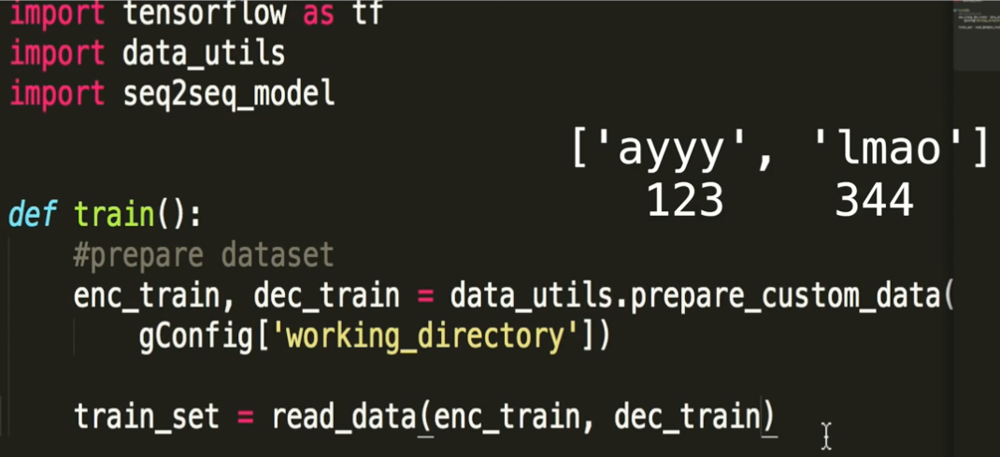 import tensorflow as tf
import data_utils
import seq2seq_model
['ayyy', 'lmao']
123 344
def train():
#prepare dataset
enc_train, dec_train = data_utils.prepare_custom_data(
gConfig['working_directory'])
train_set = read_data(enc_train, dec_train)